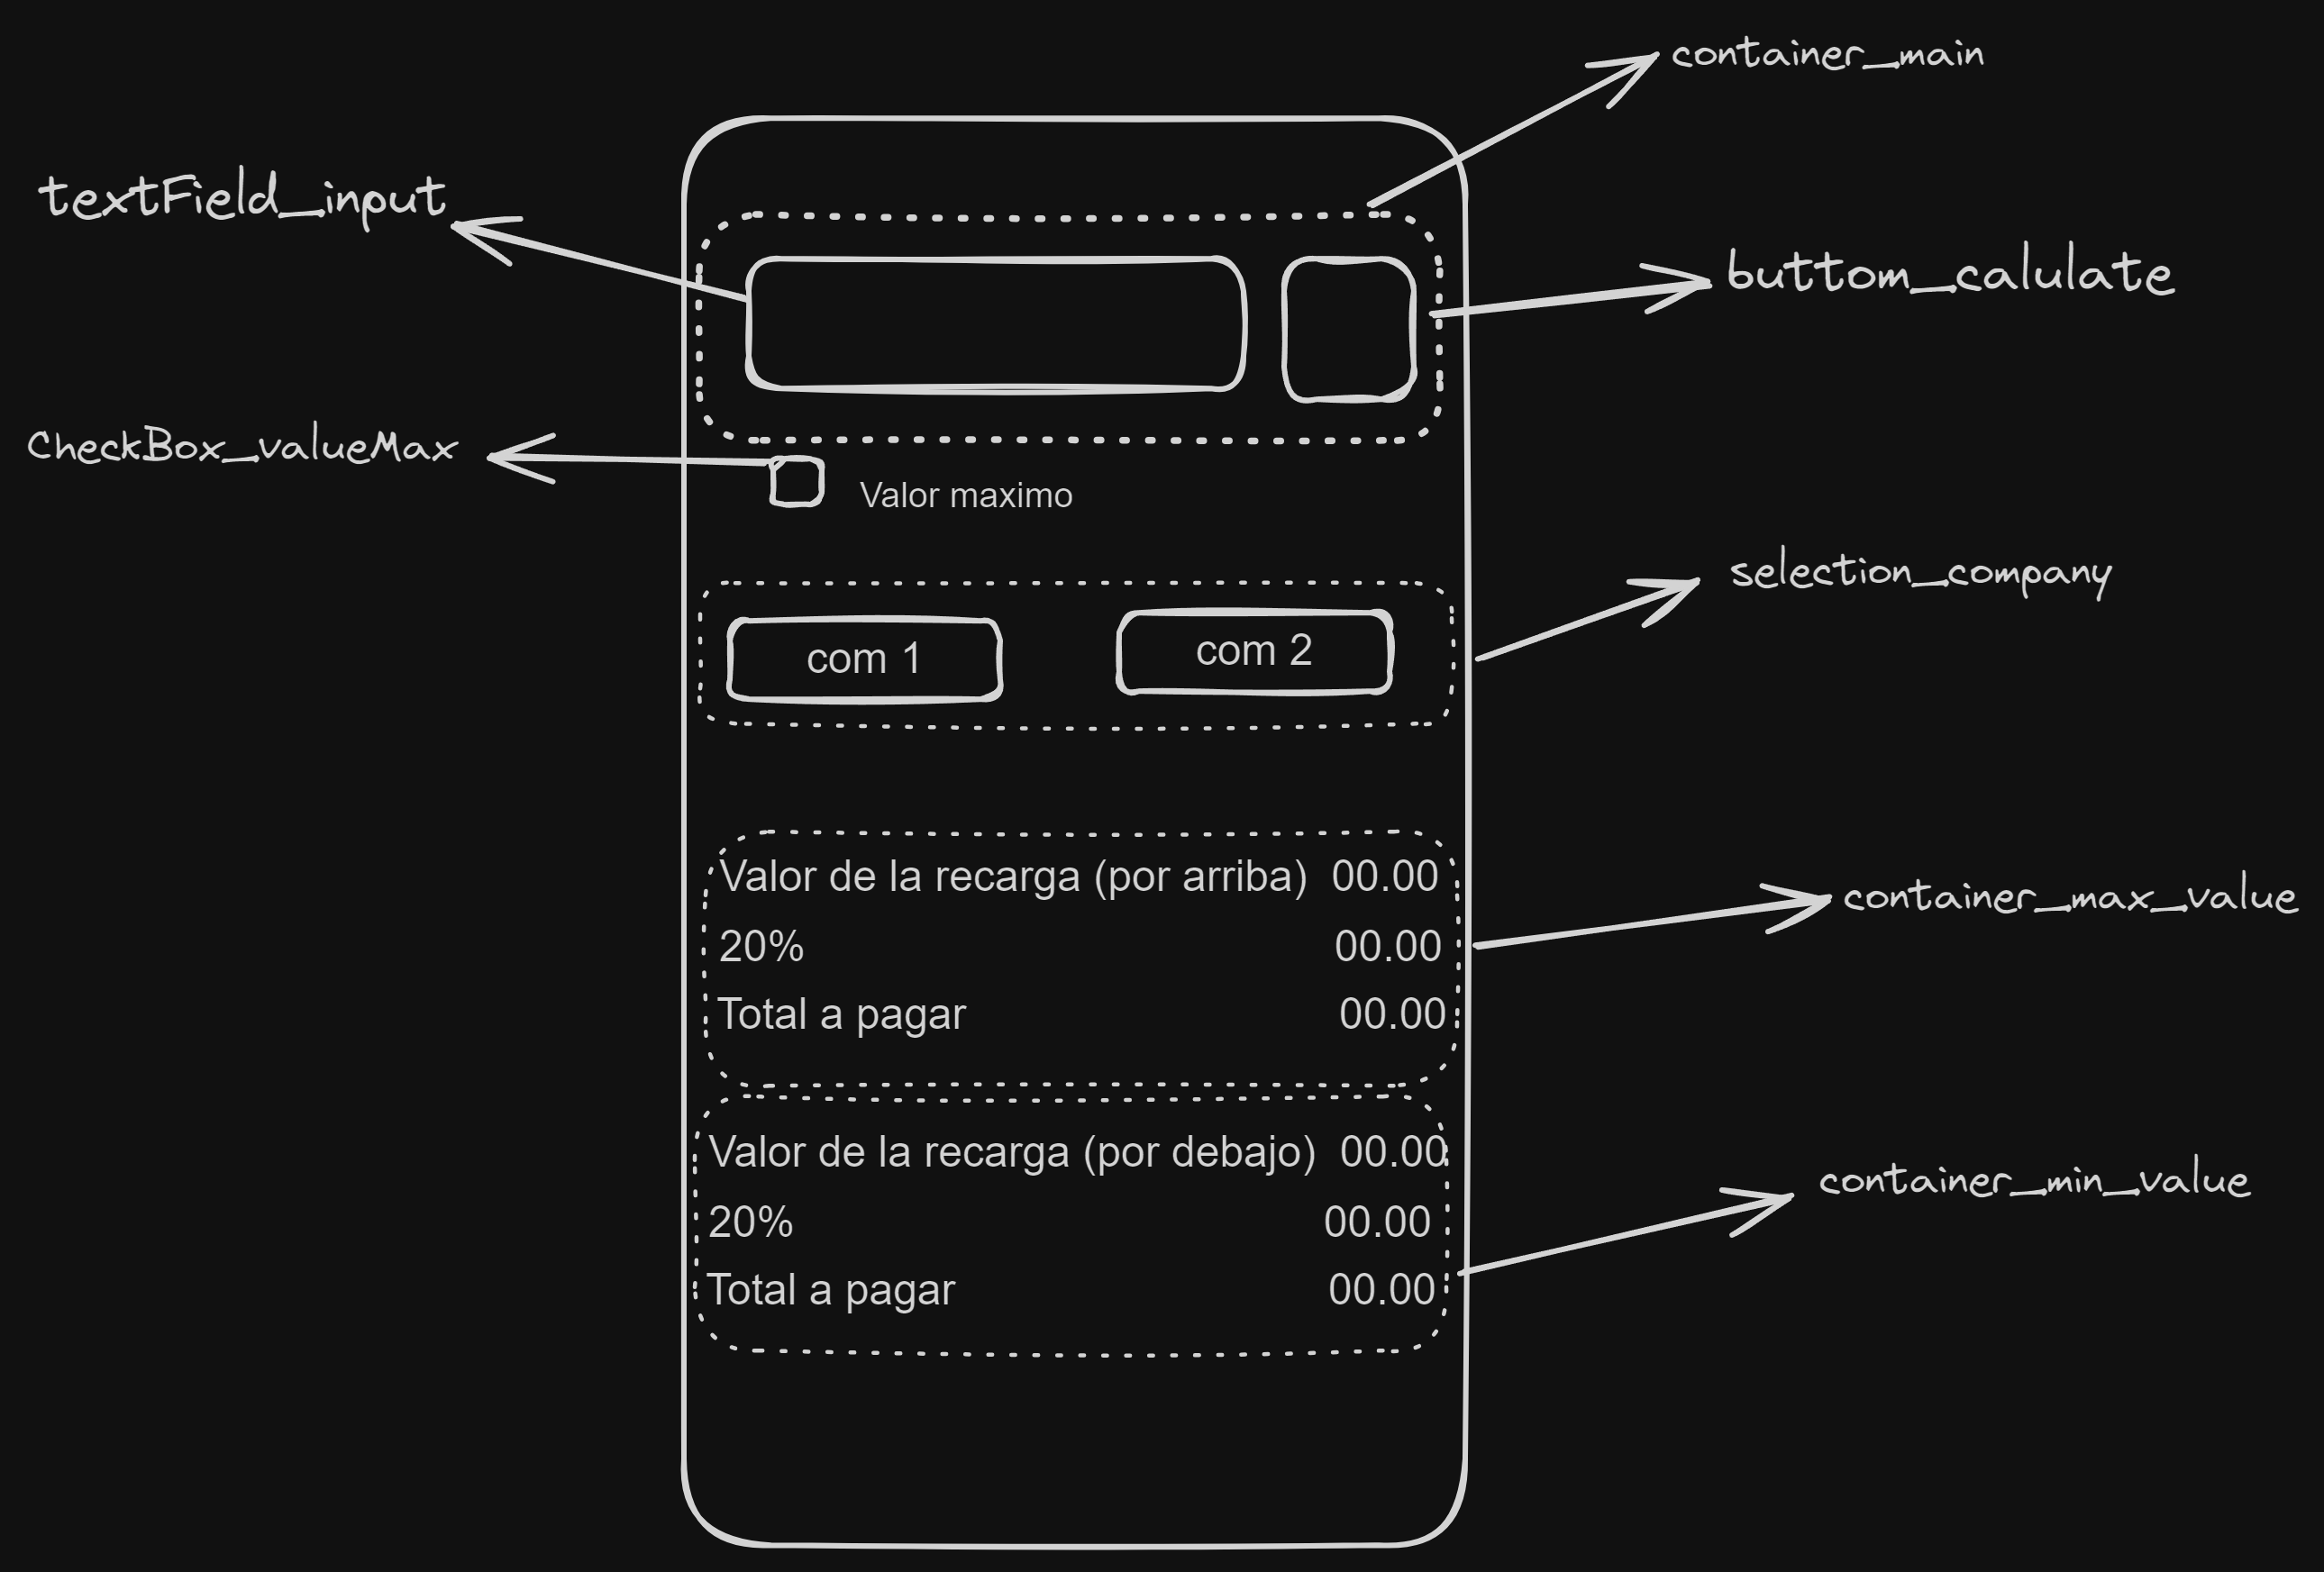 container_main
textField_input
buttom_calulate
CheckBox_valueMax
Valor maximo
selection_company
com 1
com 2
Valor de la recarga (por arriba) 00.00
container_max_value
20% 00.00
Total a pagar 00.00
Valor de la recarga (por debajo) 00.00
container_min_value
20% 00.00
Total a pagar 00.00